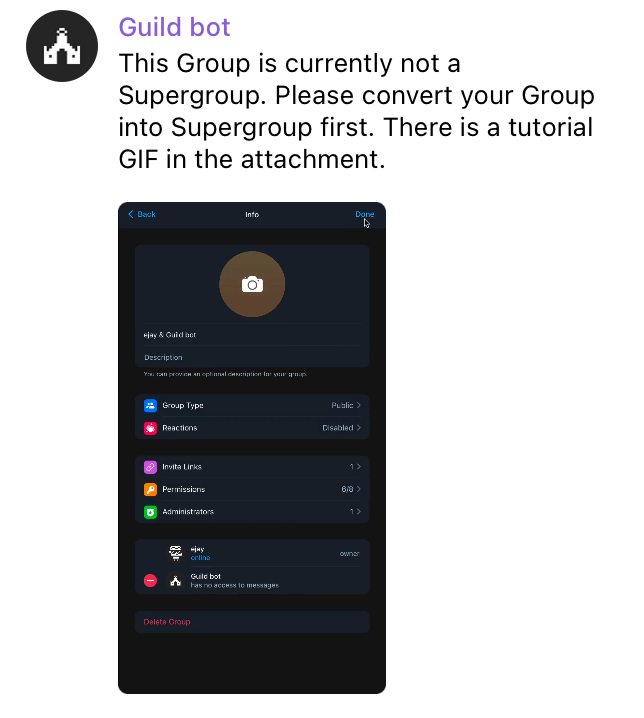 Guild bot
This Group is currently not a
Supergroup. Please convert your Group
into Supergroup first. There is a tutorial
GIF in the attachment.
Back Info Done
ejay & Guild bot
Description
You can provide an optional description for your group.
Group Type Public
Reactions Disabled
Invite Links 1
Permissions 6/8
Administrators 1
ejay owner
online
Guild bot
has no access to messages
Delete Group